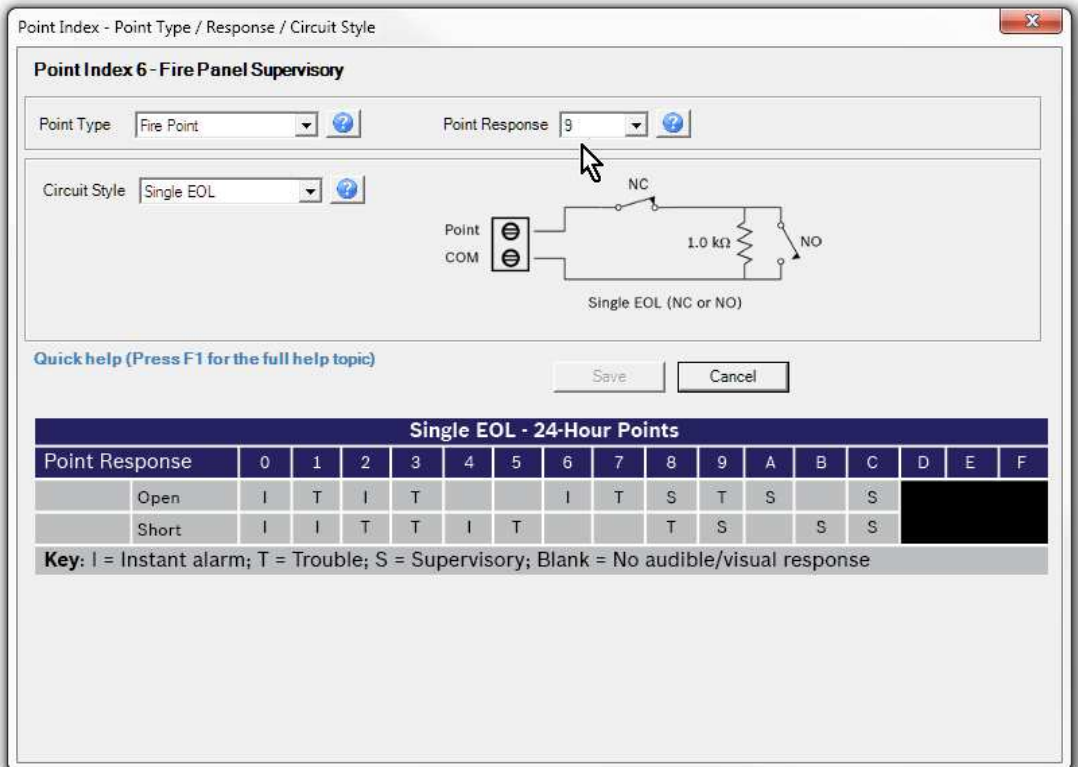 Point Index - Point Type / Response / Circuit Style
Point Index 6 - Fire Panel Supervisory
Point Type Fire Point Point Response 9
Circuit Style Single EOL
NC
Point
COM
1.0 kΩ
NO
Single EOL (NC or NO)
Quick help (Press F1 for the full help topic)
Save Cancel
Single EOL - 24-Hour Points
Point Response 0 1 2 3 4 5 6 7 8 9 A B C D E F
Open I T I T I T S T S S
Short I I T T I T T S S S
Key: I = Instant alarm; T = Trouble; S = Supervisory; Blank = No audible/visual response